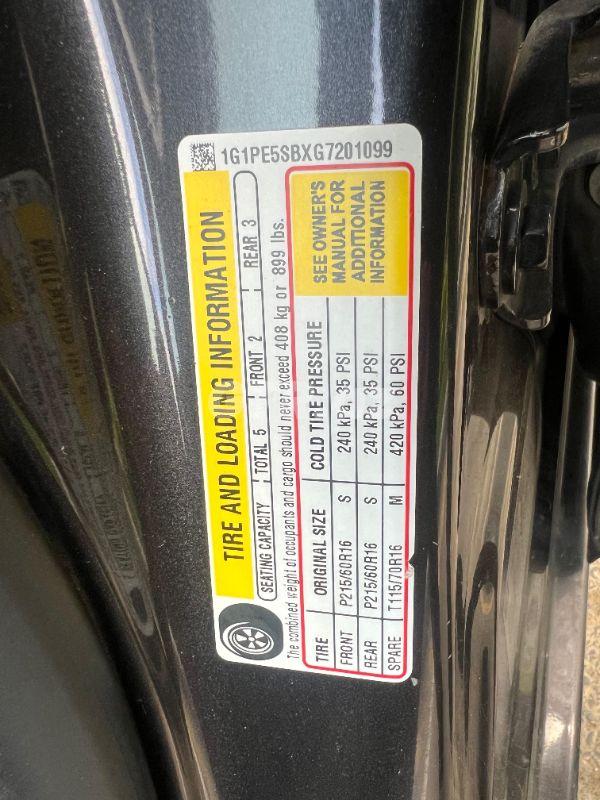 1G1PE5SBXG7201099
TIRE AND LOADING INFORMATION
SEATING CAPACITY TOTAL 5 FRONT 2 REAR 3
The combined weight of occupants and cargo should never exceed 408 kg or 899 lbs.
TIRE ORIGINAL SIZE COLD TIRE PRESSURE
FRONT P215/60R16 S 240 kPa, 35 PSI
REAR P215/60R16 S 240 kPa, 35 PSI
SPARE T115/70R16 M 420 kPa, 60 PSI
SEE OWNER'S
MANUAL FOR
ADDITIONAL
INFORMATION